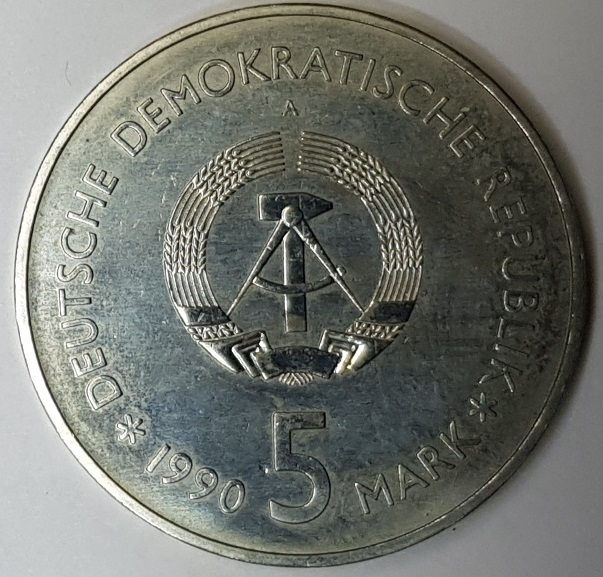 DEUTSCHE DEMOKRATISCHE REPUBLIK
A
* 1990 5 MARK *